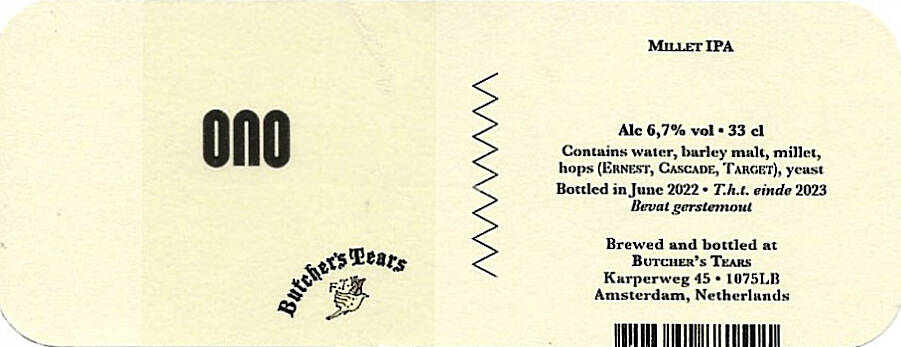 ono
Butcher's Tears
MILLET IPA
Alc 6,7% vol • 33 cl
Contains water, barley malt, millet,
hops (ERNEST, CASCADE, TARGET), yeast
Bottled in June 2022 • T.h.t. einde 2023
Bevat gerstemout
Brewed and bottled at
BUTCHER'S TEARS
Karperweg 45 • 1075LB
Amsterdam, Netherlands